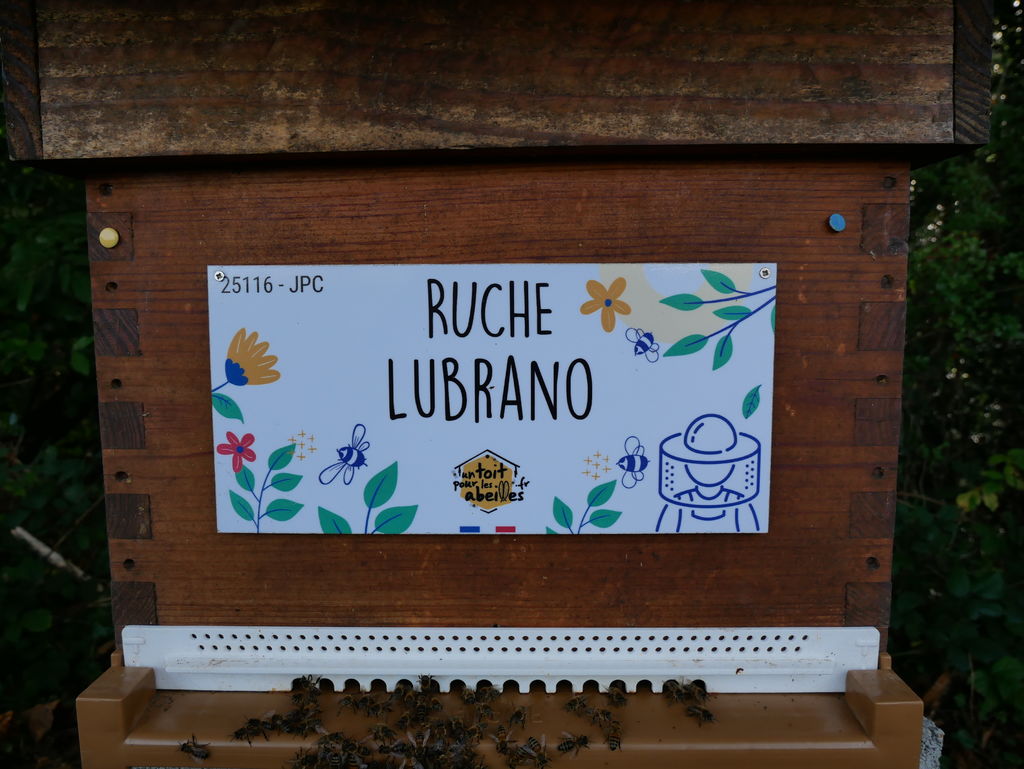 25116 - JPC
RUCHE
LUBRANO
un toit
pour les .fr
abeilles